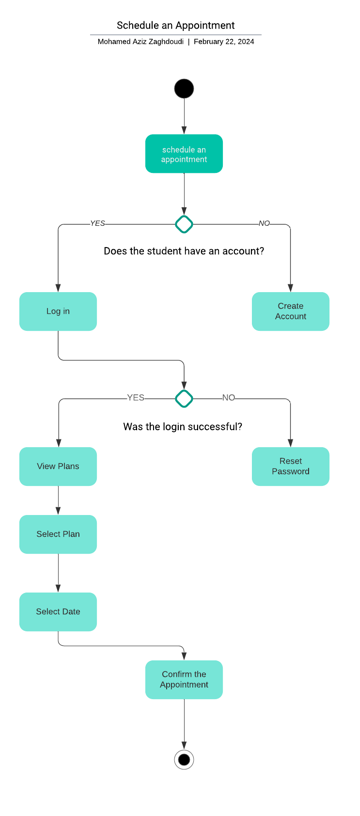 Schedule an Appointment
Mohamed Aziz Zaghdoudi | February 22, 2024
schedule an
appointment
YES
NO
Does the student have an account?
Log in
Create
Account
YES
NO
Was the login successful?
View Plans
Reset
Password
Select Plan
Select Date
Confirm the
Appointment